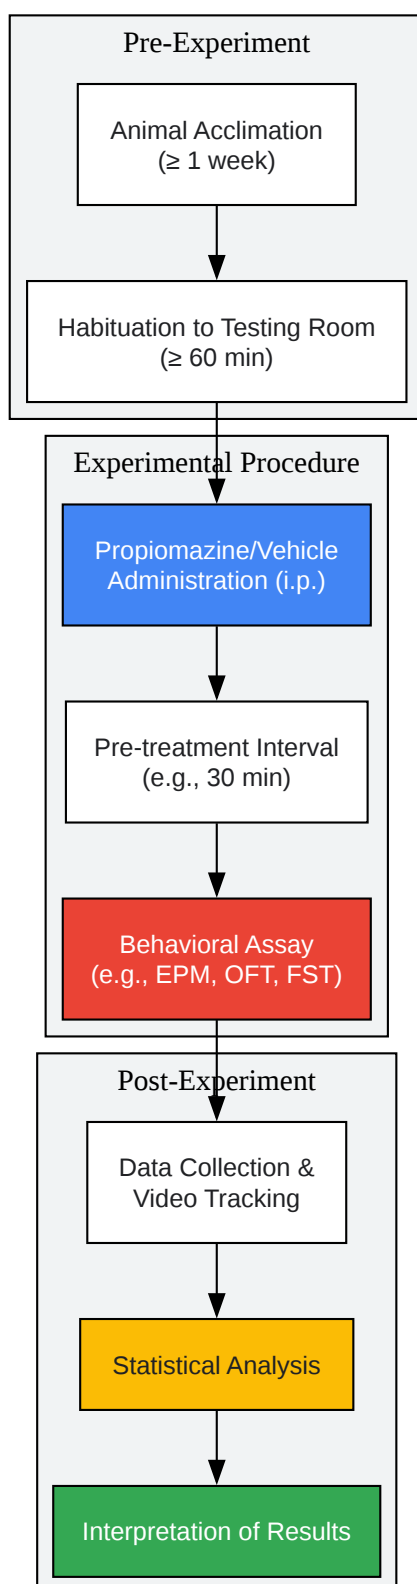 Pre-Experiment
Animal Acclimation
(≥ 1 week)
Habituation to Testing Room
(≥ 60 min)
Experimental Procedure
Propiomazine/Vehicle
Administration (i.p.)
Pre-treatment Interval
(e.g., 30 min)
Behavioral Assay
(e.g., EPM, OFT, FST)
Post-Experiment
Data Collection &
Video Tracking
Statistical Analysis
Interpretation of Results